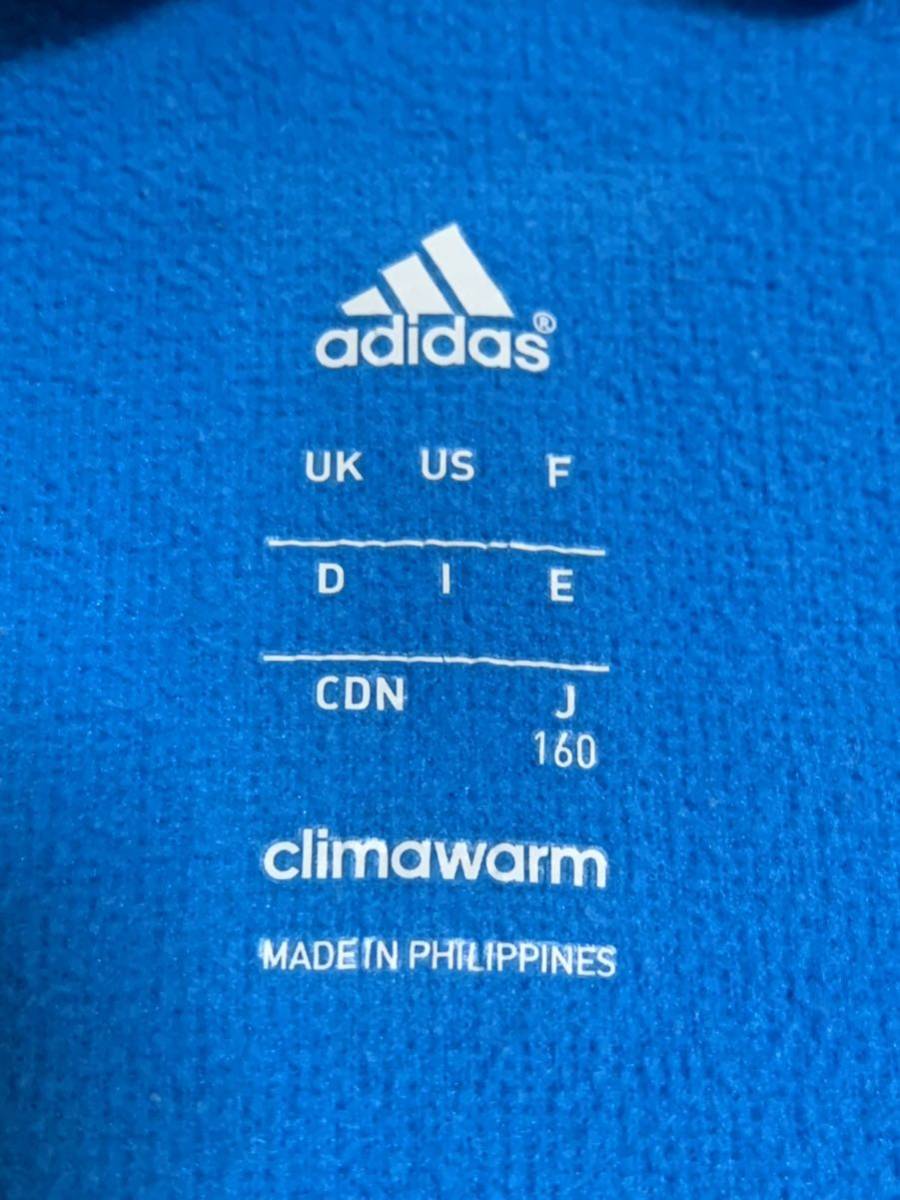 adidas®
UK US F
D I E
CDN J
160
climawarm
MADE IN PHILIPPINES